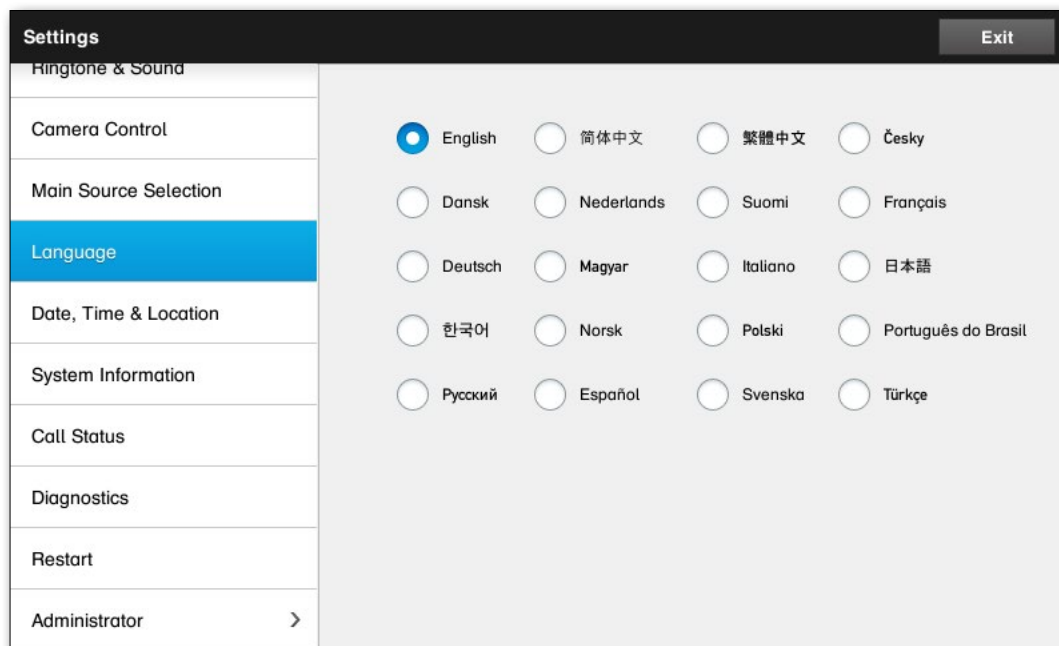 Settings
Exit
Ringtone & Sound
Camera Control
Main Source Selection
Language
Date, Time & Location
System Information
Call Status
Diagnostics
Restart
Administrator
English 简体中文 繁體中文 Česky
Dansk Nederlands Suomi Français
Deutsch Magyar Italiano 日本語
한국어 Norsk Polski Português do Brasil
Русский Español Svenska Türkçe